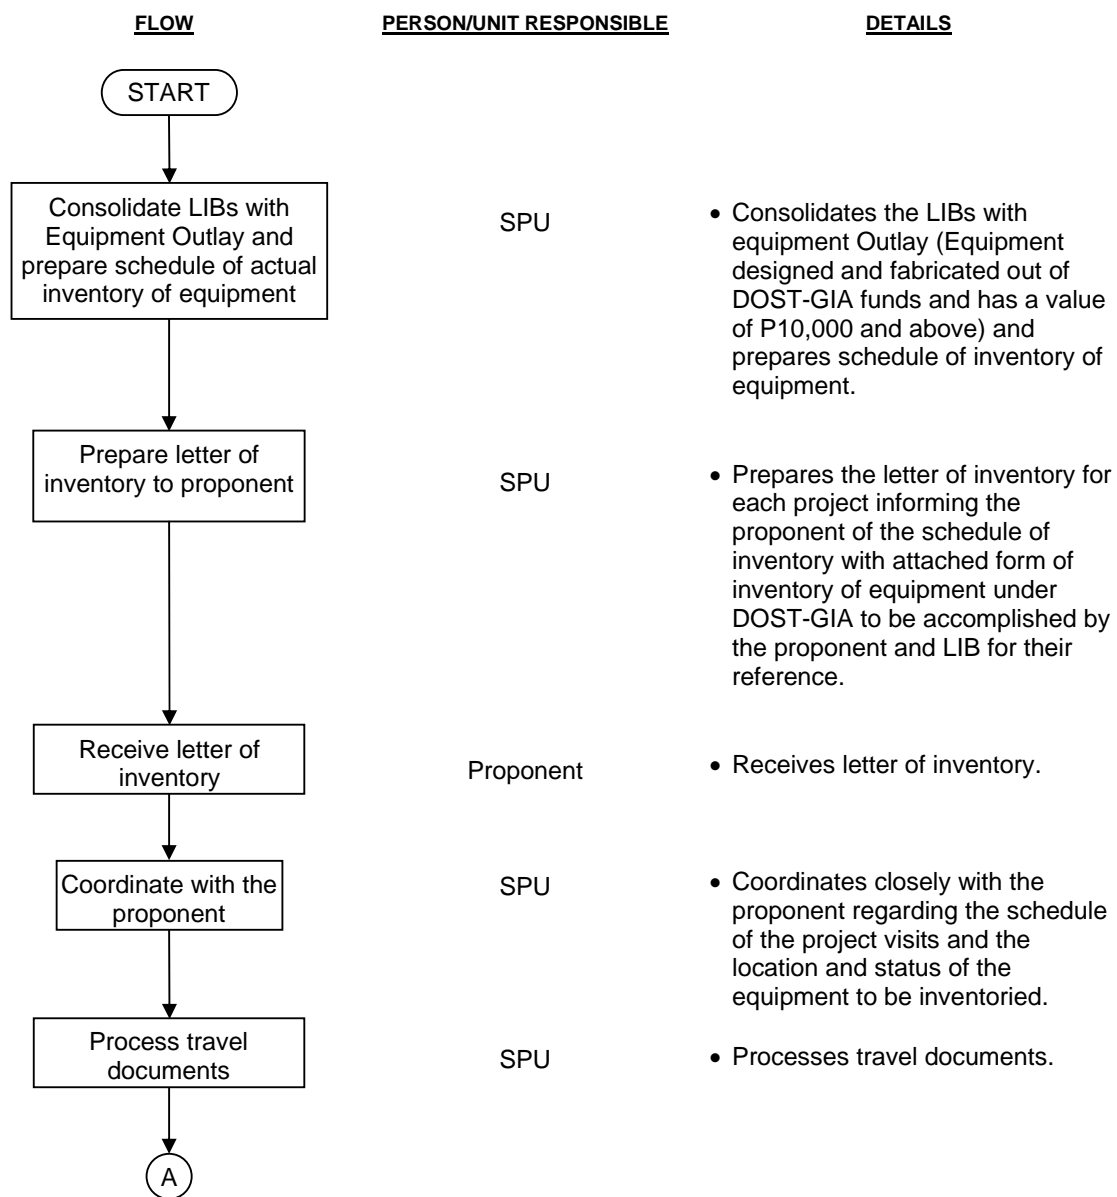 FLOW PERSON/UNIT RESPONSIBLE DETAILS
START
Consolidate LIBs with
Equipment Outlay and
prepare schedule of actual
inventory of equipment
SPU
• Consolidates the LIBs with
equipment Outlay (Equipment
designed and fabricated out of
DOST-GIA funds and has a value
of P10,000 and above) and
prepares schedule of inventory of
equipment.
Prepare letter of
inventory to proponent
SPU
• Prepares the letter of inventory for
each project informing the
proponent of the schedule of
inventory with attached form of
inventory of equipment under
DOST-GIA to be accomplished by
the proponent and LIB for their
reference.
Receive letter of
inventory
Proponent
• Receives letter of inventory.
Coordinate with the
proponent
SPU
• Coordinates closely with the
proponent regarding the schedule
of the project visits and the
location and status of the
equipment to be inventoried.
Process travel
documents
SPU
• Processes travel documents.
A